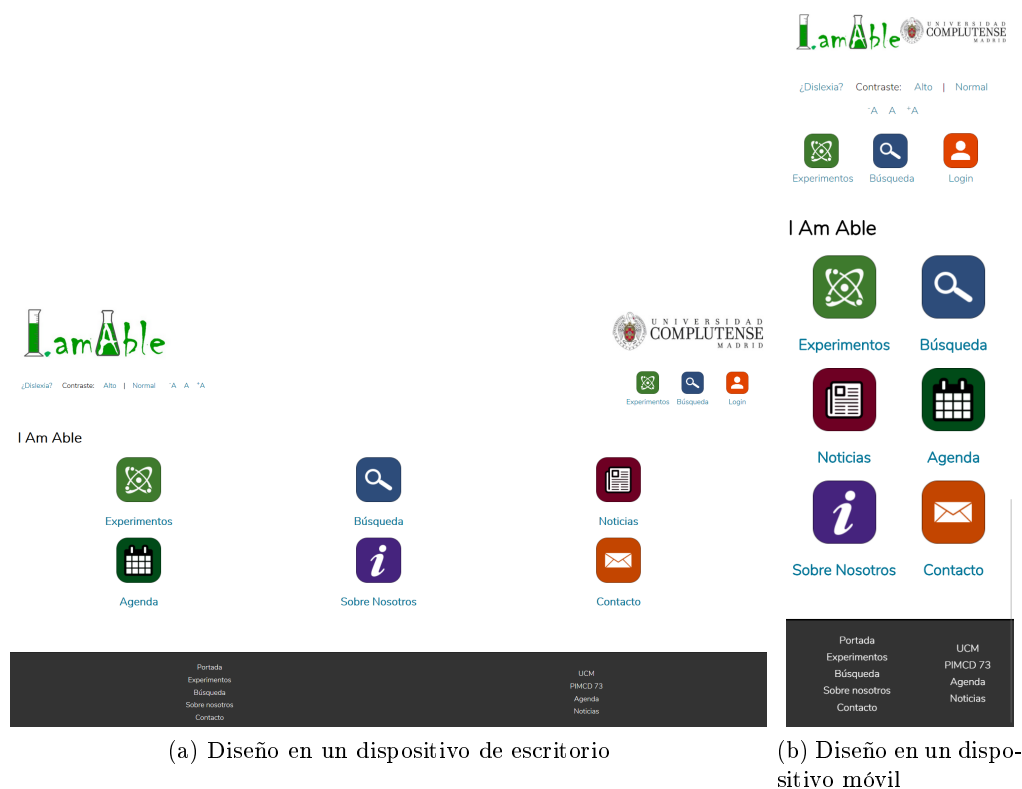 I.amAble
UNIVERSIDAD
COMPLUTENSE
MADRID
¿Dislexia? Contraste: Alto | Normal -A A +A
Experimentos Búsqueda Login
I Am Able
Experimentos Búsqueda Noticias
Agenda Sobre Nosotros Contacto
Portada
Experimentos
Búsqueda
Sobre nosotros
Contacto
UCM
PIMCD 73
Agenda
Noticias
(a) Diseño en un dispositivo de escritorio
I.amAble
UNIVERSIDAD
COMPLUTENSE
MADRID
¿Dislexia? Contraste: Alto | Normal
-A A +A
Experimentos Búsqueda Login
I Am Able
Experimentos Búsqueda
Noticias Agenda
Sobre Nosotros Contacto
Portada
Experimentos
Búsqueda
Sobre nosotros
Contacto
UCM
PIMCD 73
Agenda
Noticias
(b) Diseño en un dispo-
sitivo móvil